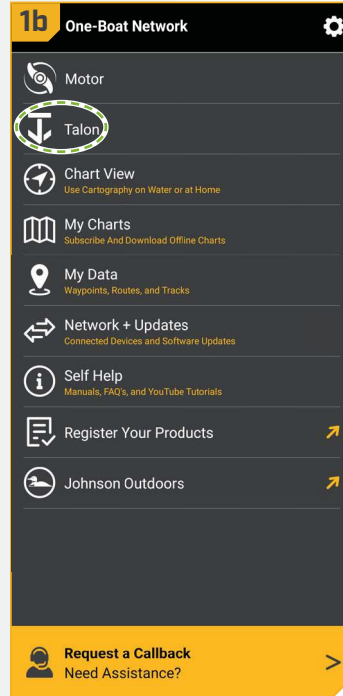 1b
One-Boat Network
Motor
Talon
Chart View
Use Cartography on Water or at Home
My Charts
Subscribe And Download Offline Charts
My Data
Waypoints, Routes, and Tracks
Network + Updates
Connected Devices and Software Updates
Self Help
Manuals, FAQ's, and YouTube Tutorials
Register Your Products
Johnson Outdoors
Request a Callback
Need Assistance?